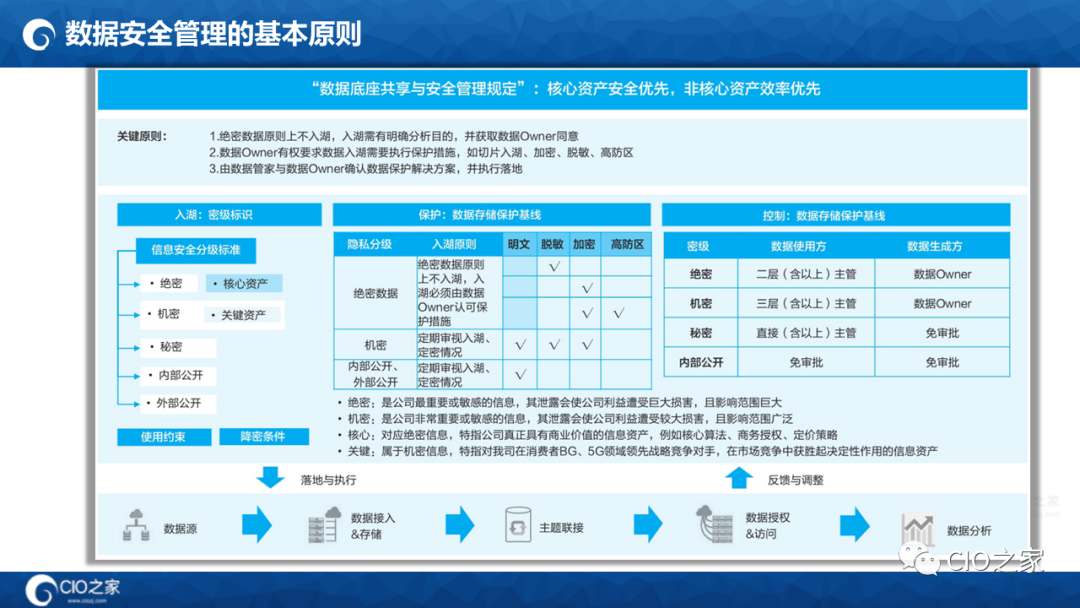 数据安全管理的基本原则
“数据底座共享与安全管理规定”：核心资产安全优先，非核心资产效率优先
关键原则：
1.绝密数据原则上不入湖，入湖需有明确分析目的，并获取数据Owner同意
2.数据Owner有权要求数据入湖需要执行保护措施，如切片入湖、加密、脱敏、高防区
3.由数据管家与数据Owner确认数据保护解决方案，并执行落地
入湖：密级标识
信息安全分级标准
• 绝密
• 核心资产
• 机密
• 关键资产
• 秘密
• 内部公开
• 外部公开
使用约束
降密条件
保护：数据存储保护基线
隐私分级 入湖原则 明文 脱敏 加密 高防区
绝密数据
绝密数据原则
上不入湖，入
湖必须由数据
Owner认可保
护措施
√
√
√ √
机密
定期审视入湖、
定密情况
√ √ √
内部公开、
外部公开
定期审视入湖、
定密情况
√
控制：数据存储保护基线
密级 数据使用方 数据生成方
绝密 二层（含以上）主管 数据Owner
机密 三层（含以上）主管 数据Owner
秘密 直接（含以上）主管 免审批
内部公开 免审批 免审批
• 绝密：是公司最重要或敏感的信息，其泄露会使公司利益遭受巨大损害，且影响范围巨大
• 机密：是公司非常重要或敏感的信息，其泄露会使公司利益遭受较大损害，且影响范围广泛
• 核心：对应绝密信息，特指公司真正具有商业价值的信息资产，例如核心算法、商务授权、定价策略
• 关键：属于机密信息，特指对我司在消费者BG、5G领域领先战略竞争对手，在市场竞争中获胜起决定性作用的信息资产
落地与执行
反馈与调整
数据源
数据接入
&存储
主题联接
数据授权
&访问
数据分析
CIO之家
CIO之家
www.ciozj.com